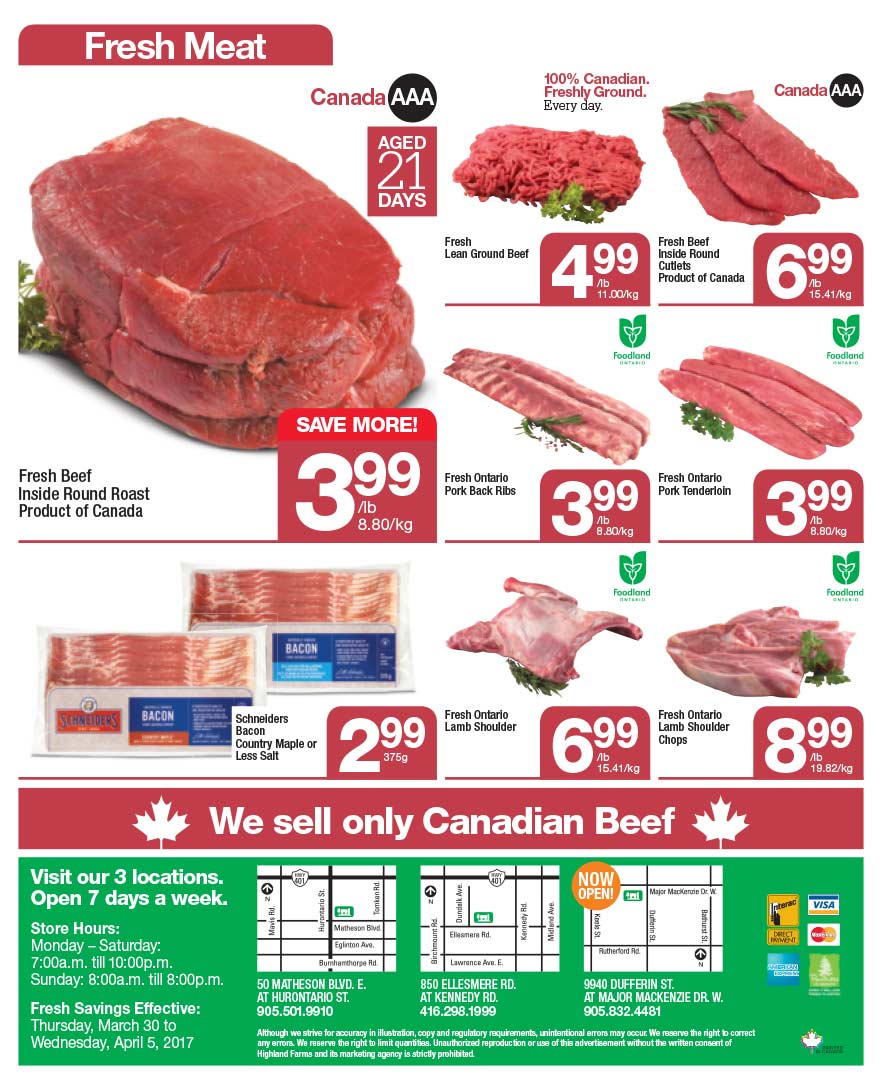 Fresh Meat
Canada AAA
AGED
21
DAYS
SAVE MORE!
3.99
/lb
8.80/kg
Fresh Beef
Inside Round Roast
Product of Canada
100% Canadian.
Freshly Ground.
Every day.
Fresh
Lean Ground Beef
4.99
/lb
11.00/kg
Canada AAA
Fresh Beef
Inside Round
Cutlets
Product of Canada
6.99
/lb
15.41/kg
Foodland
ONTARIO
Fresh Ontario
Pork Back Ribs
3.99
/lb
8.80/kg
Foodland
ONTARIO
Fresh Ontario
Pork Tenderloin
3.99
/lb
8.80/kg
BACON
375g
SCHNEIDERS
BACON
COUNTRY MAPLE
Schneiders
Bacon
Country Maple or
Less Salt
2.99
375g
Foodland
ONTARIO
Fresh Ontario
Lamb Shoulder
6.99
/lb
15.41/kg
Foodland
ONTARIO
Fresh Ontario
Lamb Shoulder
Chops
8.99
/lb
19.82/kg
We sell only Canadian Beef
Visit our 3 locations.
Open 7 days a week.
Store Hours:
Monday – Saturday:
7:00a.m. till 10:00p.m.
Sunday: 8:00a.m. till 8:00p.m.
Fresh Savings Effective:
Thursday, March 30 to
Wednesday, April 5, 2017
HWY
401
N
Mavis Rd.
Hurontario St.
Tomken Rd.
Matheson Blvd.
Eglinton Ave.
Burnhamthorpe Rd.
50 MATHESON BLVD. E.
AT HURONTARIO ST.
905.501.9910
HWY
401
N
Birchmount Rd.
Dundalk Ave.
Kennedy Rd.
Midland Ave.
Ellesmere Rd.
Lawrence Ave. E.
850 ELLESMERE RD.
AT KENNEDY RD.
416.298.1999
NOW
OPEN!
Major MacKenzie Dr. W.
Keele St.
Dufferin St.
Bathurst St.
Rutherford Rd.
N
9940 DUFFERIN ST.
AT MAJOR MACKENZIE DR. W.
905.832.4481
Interac
DIRECT
PAYMENT
VISA
MasterCard
AMERICAN
EXPRESS
Although we strive for accuracy in illustration, copy and regulatory requirements, unintentional errors may occur. We reserve the right to correct
any errors. We reserve the right to limit quantities. Unauthorized reproduction or use of this advertisement without the written consent of
Highland Farms and its marketing agency is strictly prohibited.
PRINTED
IN CANADA